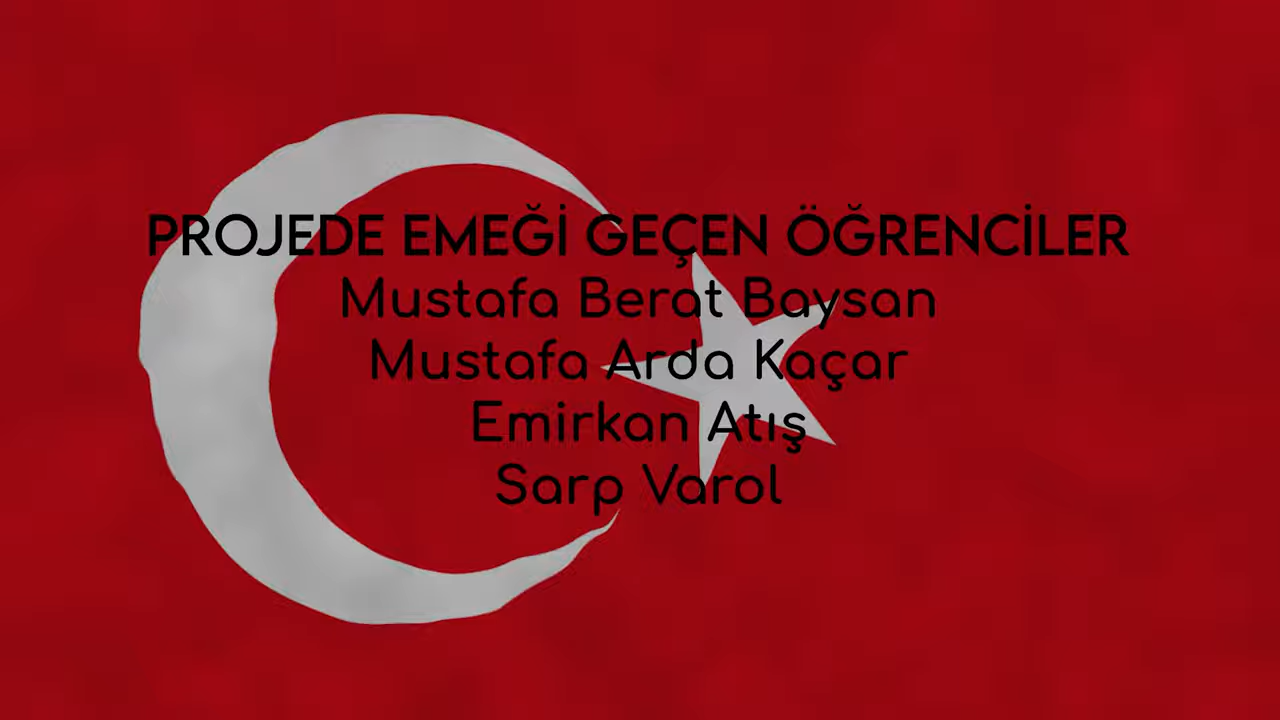 PROJEDE EMEĞİ GEÇEN ÖĞRENCİLER
Mustafa Berat Baysan
Mustafa Arda Kaçar
Emirkan Atış
Sarp Varol